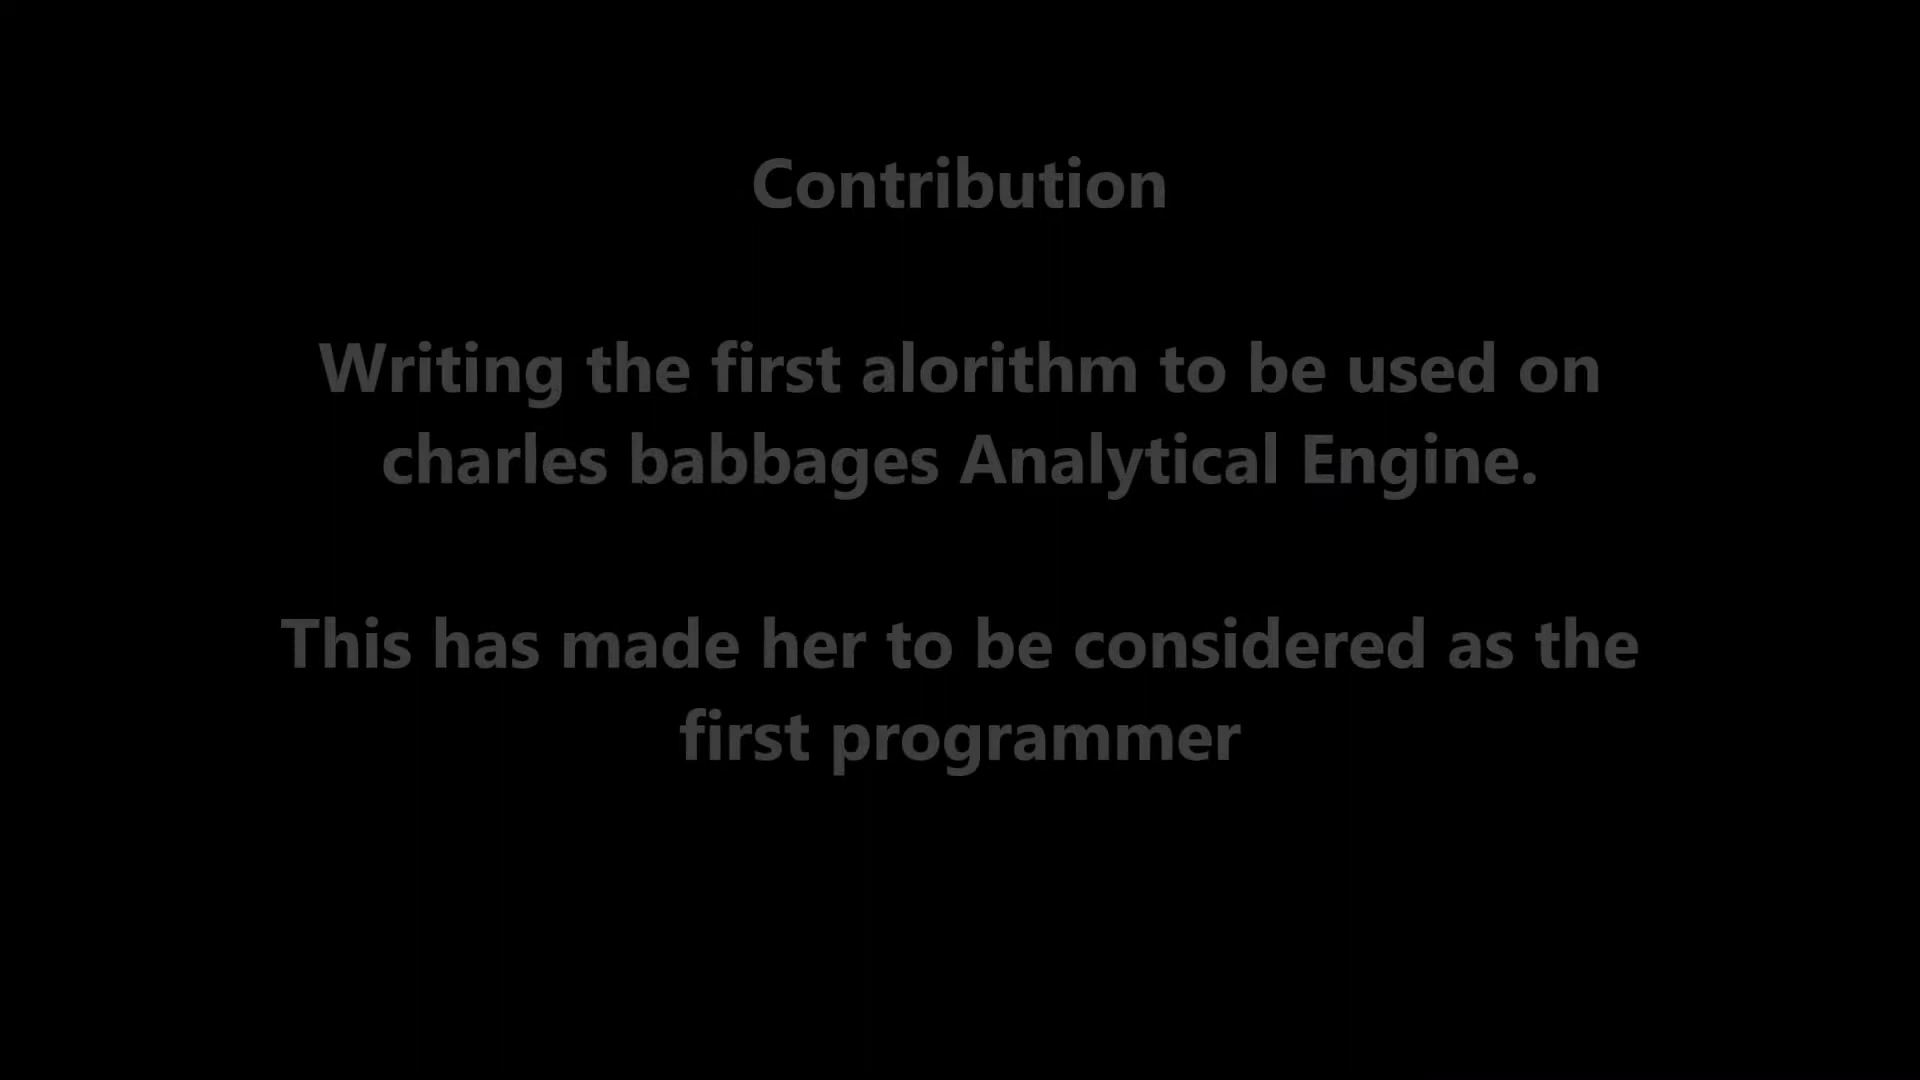 Contribution
Writing the first alorithm to be used on
charles babbages Analytical Engine.
This has made her to be considered as the
first programmer